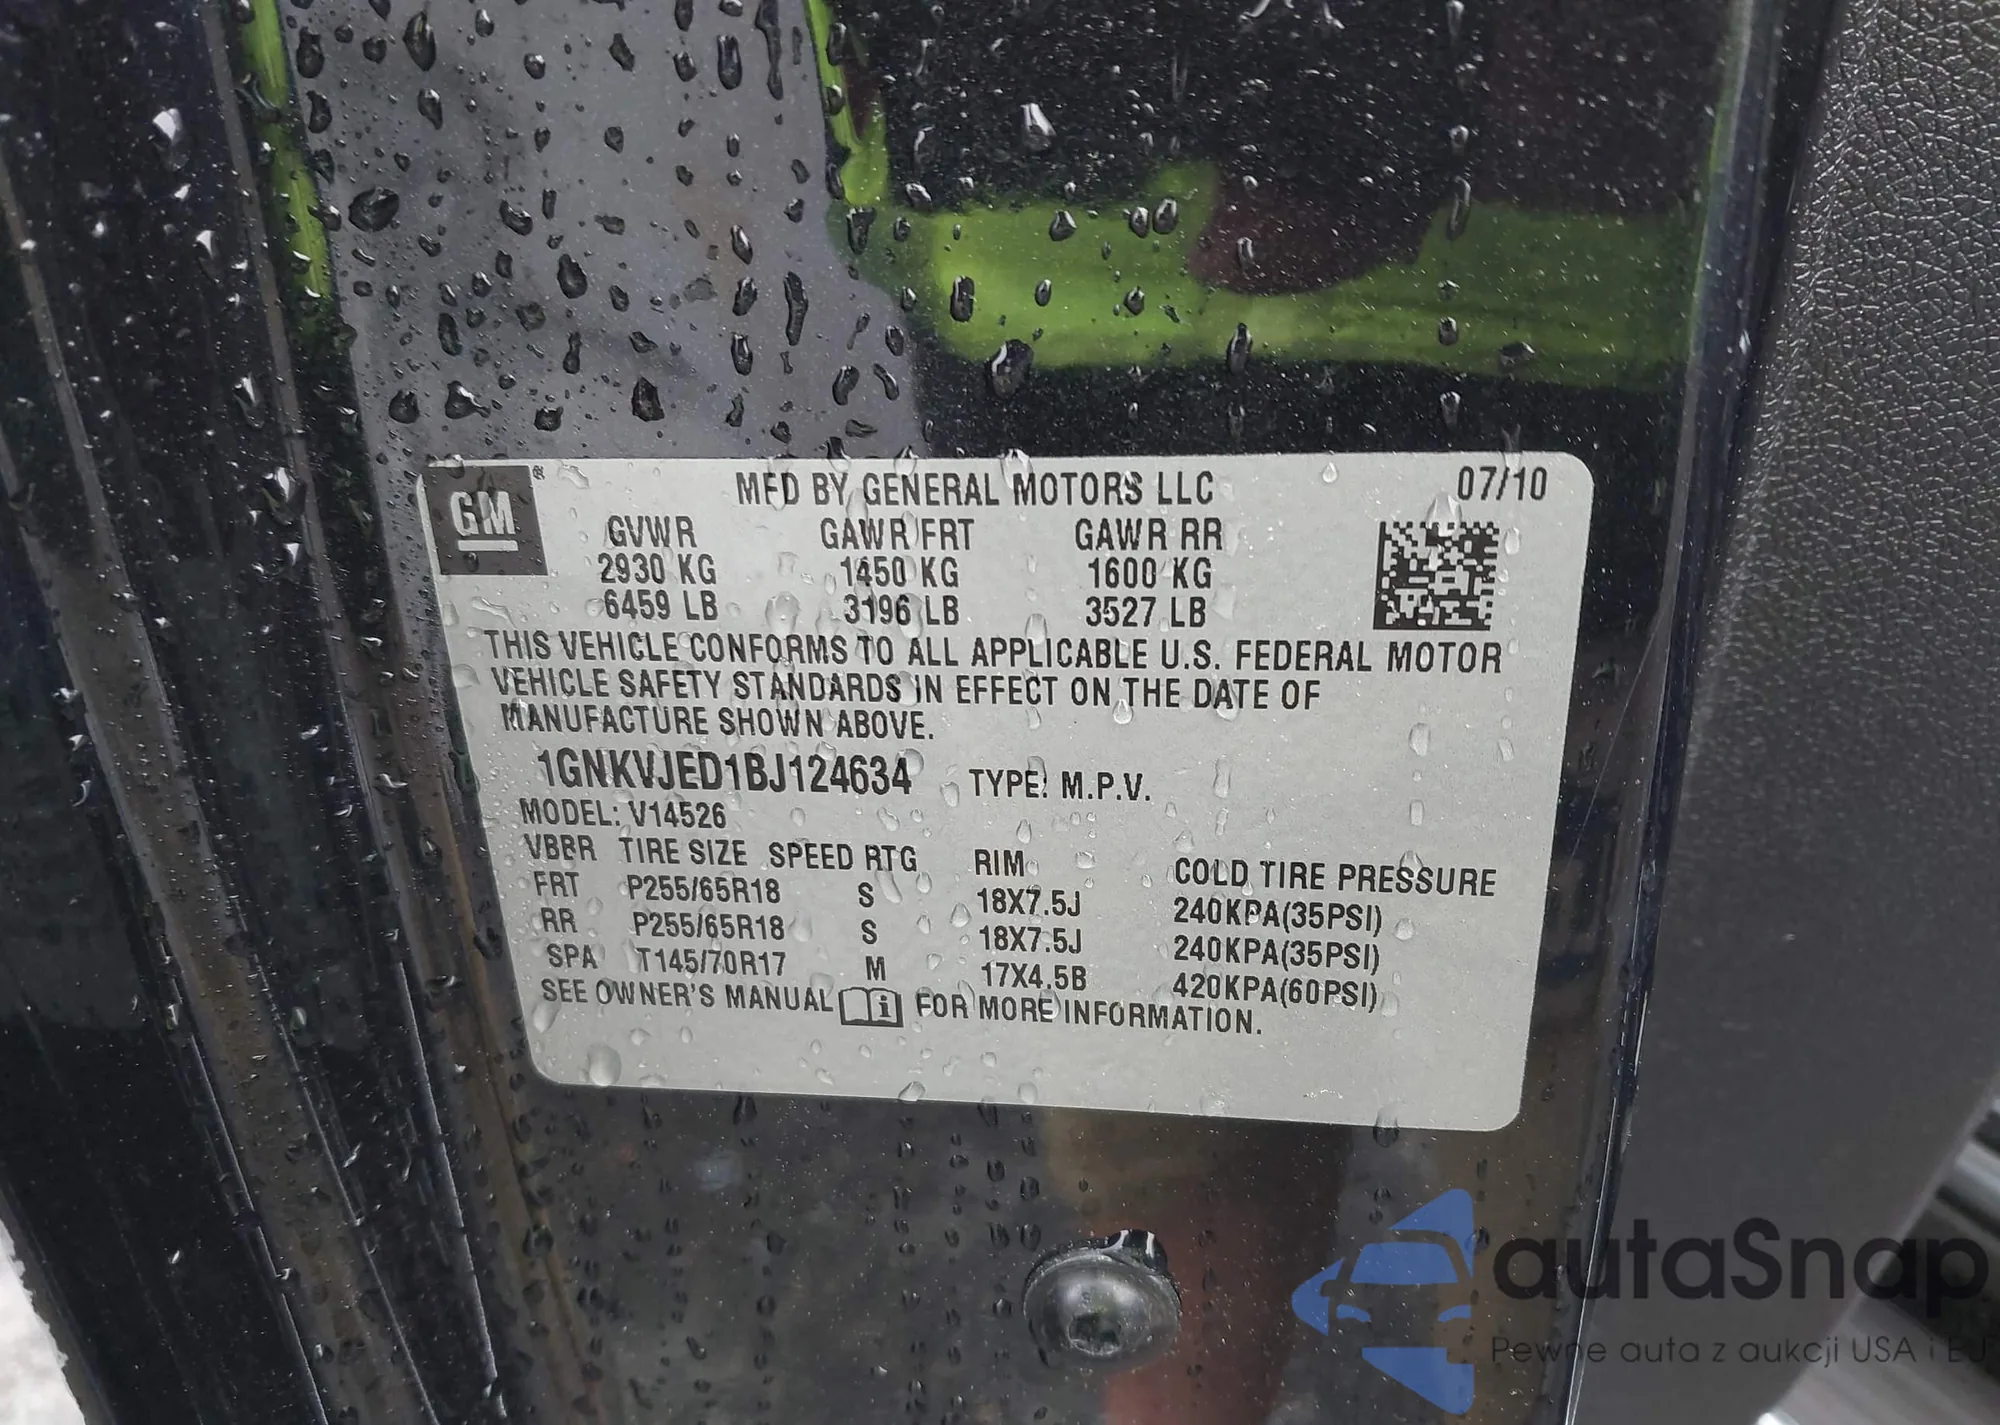 GM ®
MFD BY GENERAL MOTORS LLC 07/10
GVWR GAWR FRT GAWR RR
2930 KG 1450 KG 1600 KG
6459 LB 3196 LB 3527 LB
THIS VEHICLE CONFORMS TO ALL APPLICABLE U.S. FEDERAL MOTOR
VEHICLE SAFETY STANDARDS IN EFFECT ON THE DATE OF
MANUFACTURE SHOWN ABOVE.
1GNKVJED1BJ124634 TYPE: M.P.V.
MODEL: V14526
VBBR TIRE SIZE SPEED RTG RIM COLD TIRE PRESSURE
FRT P255/65R18 S 18X7.5J 240KPA(35PSI)
RR P255/65R18 S 18X7.5J 240KPA(35PSI)
SPA T145/70R17 M 17X4.5B 420KPA(60PSI)
SEE OWNER'S MANUAL i FOR MORE INFORMATION.
autaSnap
Pewne auta z aukcji USA i EU